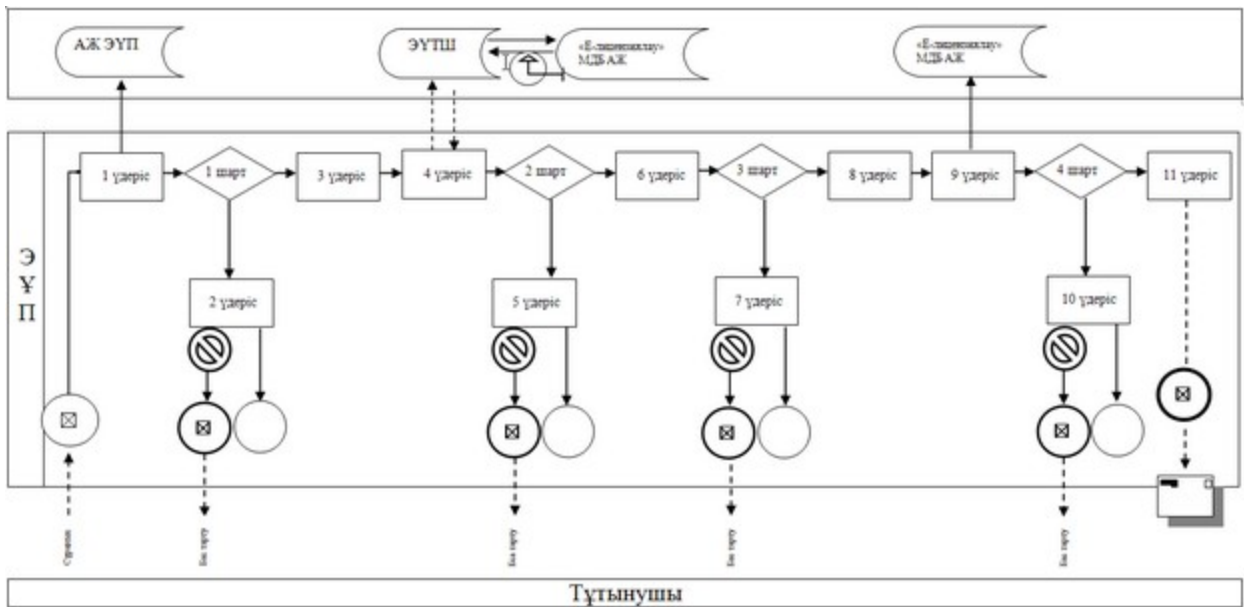 АЖ ЭҮП
ЭҮТШ
«Е-лицензиялау»
МДБ АЖ
«Е-лицензиялау»
МДБ АЖ
1 үдеріс
1 шарт
3 үдеріс
4 үдеріс
2 шарт
6 үдеріс
3 шарт
8 үдеріс
9 үдеріс
4 шарт
11 үдеріс
Э
Ұ
П
2 үдеріс
5 үдеріс
7 үдеріс
10 үдеріс
Бас тарту
Бас тарту
Бас тарту
Бас тарту
Тұтынушы